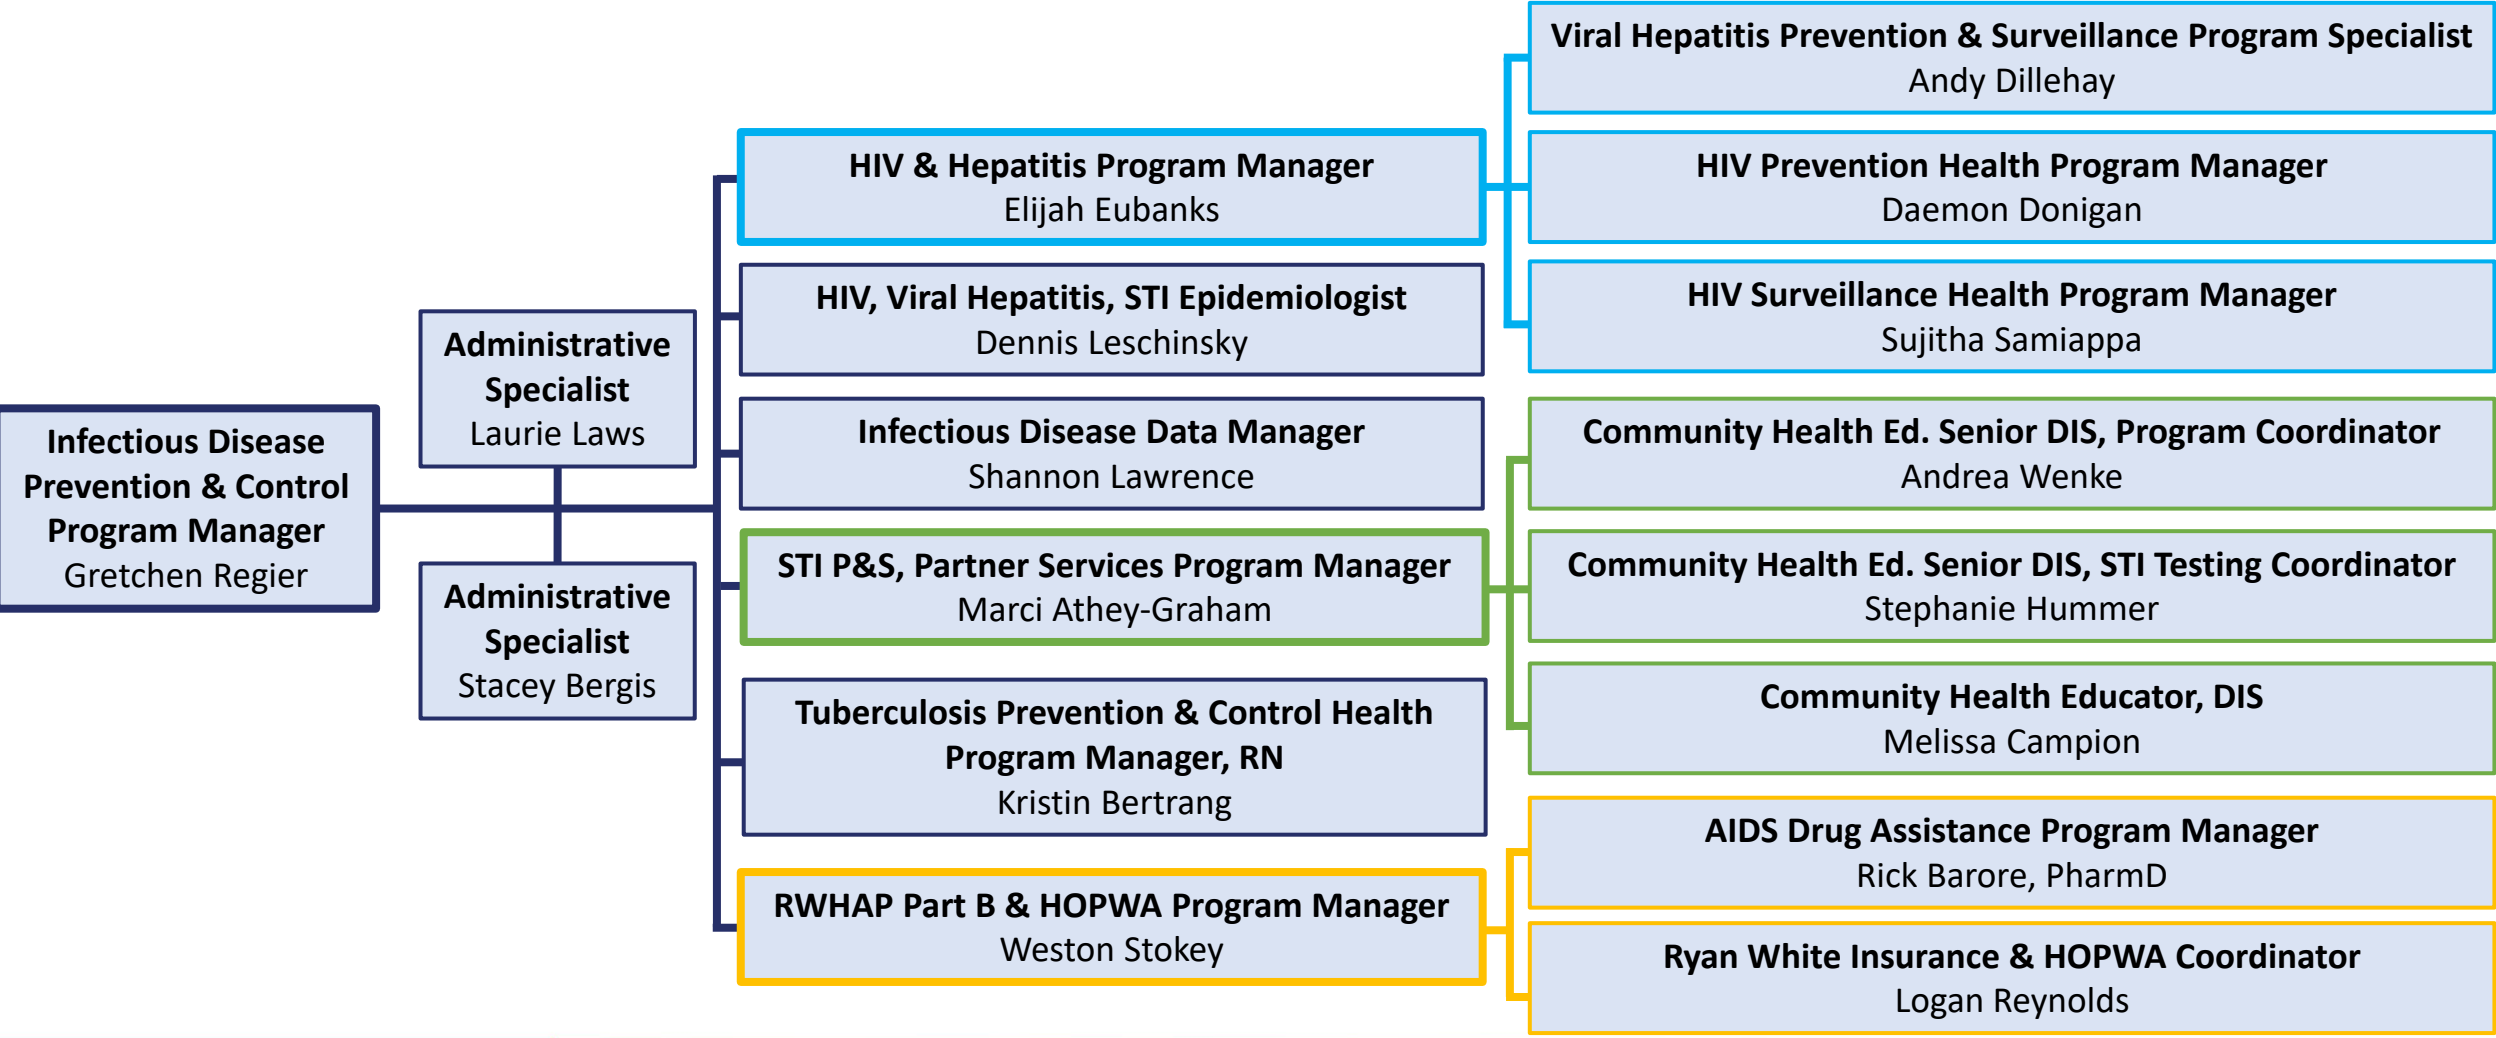 Infectious Disease
Prevention & Control
Program Manager
Gretchen Regier
Administrative
Specialist
Laurie Laws
Administrative
Specialist
Stacey Bergis
HIV & Hepatitis Program Manager
Elijah Eubanks
HIV, Viral Hepatitis, STI Epidemiologist
Dennis Leschinsky
Infectious Disease Data Manager
Shannon Lawrence
STI P&S, Partner Services Program Manager
Marci Athey-Graham
Tuberculosis Prevention & Control Health
Program Manager, RN
Kristin Bertrang
RWHAP Part B & HOPWA Program Manager
Weston Stokey
Viral Hepatitis Prevention & Surveillance Program Specialist
Andy Dillehay
HIV Prevention Health Program Manager
Daemon Donigan
HIV Surveillance Health Program Manager
Sujitha Samiappa
Community Health Ed. Senior DIS, Program Coordinator
Andrea Wenke
Community Health Ed. Senior DIS, STI Testing Coordinator
Stephanie Hummer
Community Health Educator, DIS
Melissa Campion
AIDS Drug Assistance Program Manager
Rick Barore, PharmD
Ryan White Insurance & HOPWA Coordinator
Logan Reynolds